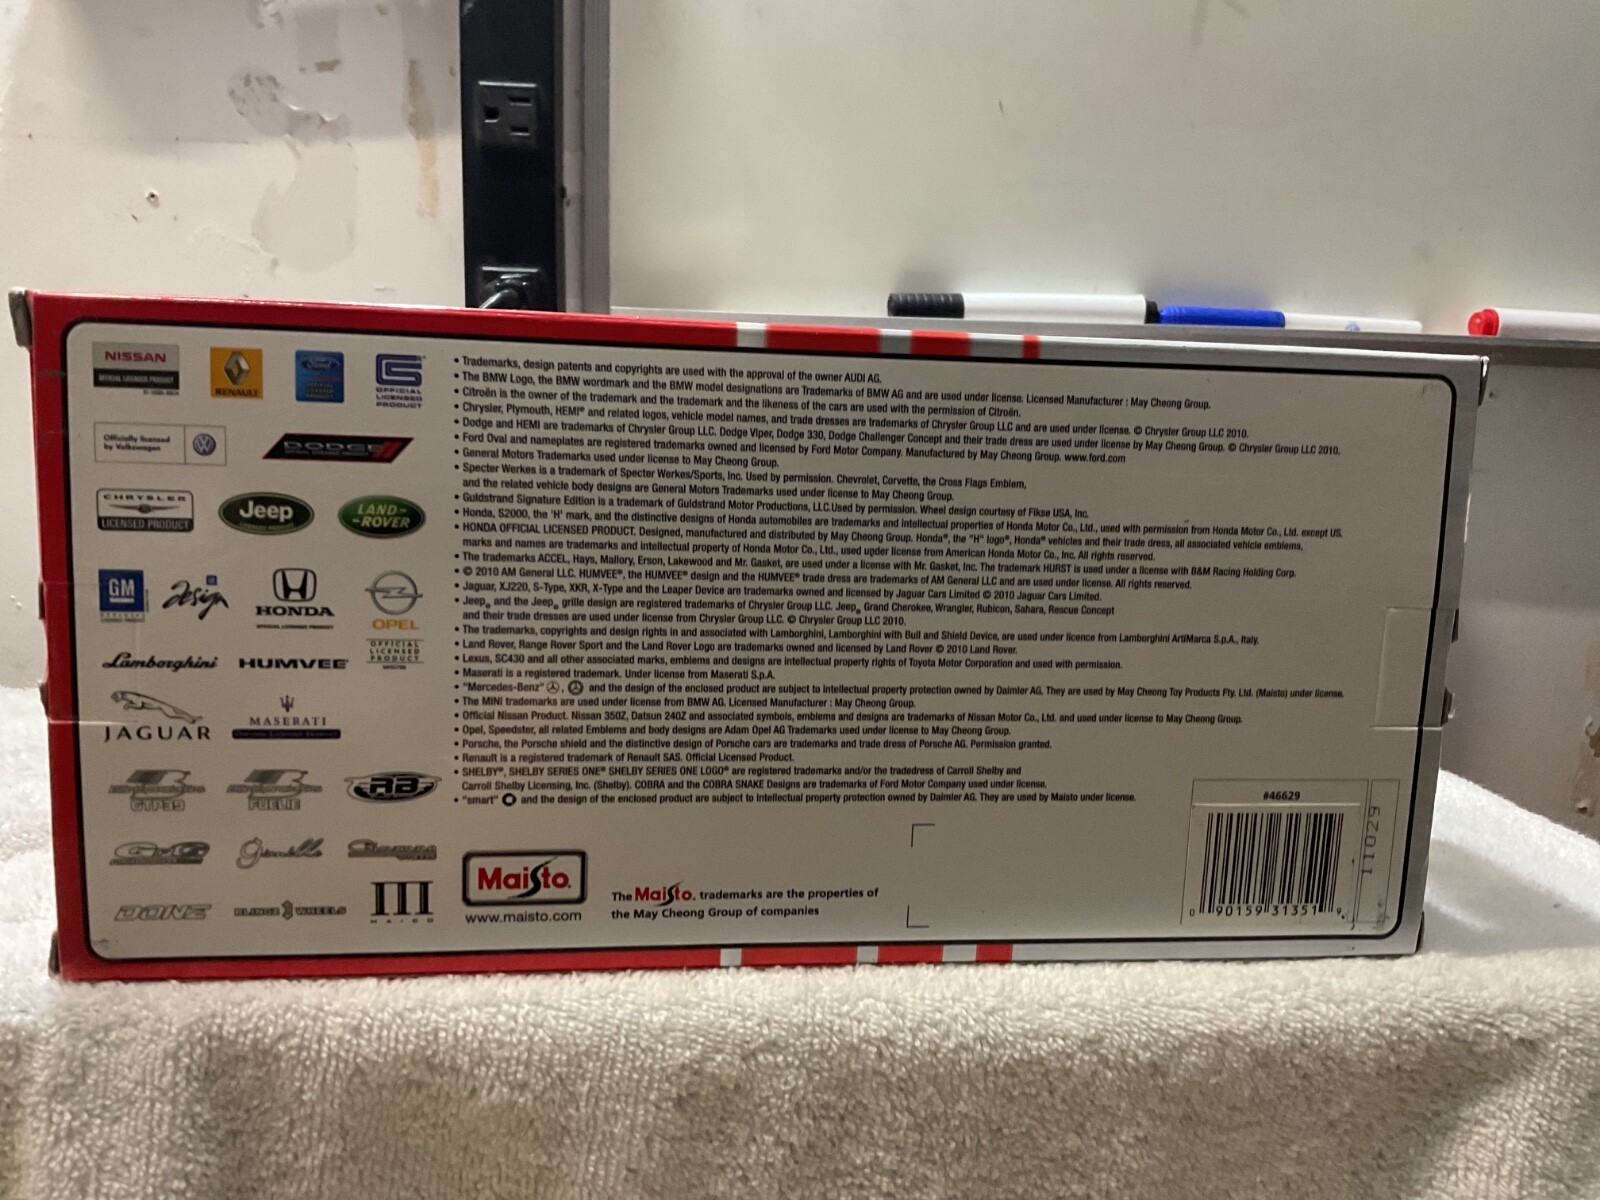 NISSAN
OFFICIAL LICENSED PRODUCT
RENAULT
Ford
OFFICIAL
LICENSED
PRODUCT
Officially licensed
by Volkswagen
DODGE
CHRYSLER
LICENSED PRODUCT
Jeep
LAND-
-ROVER
GM
Design
HONDA
OPEL
OFFICIAL
LICENSED
PRODUCT
Lamborghini
HUMVEE
JAGUAR
MASERATI
GTP39
FUELIE
RB
DONZ
BLINGZ WHEELS
III
• Trademarks, design patents and copyrights are used with the approval of the owner AUDI AG.
• The BMW Logo, the BMW wordmark and the BMW model designations are Trademarks of BMW AG and are used under license. Licensed Manufacturer : May Cheong Group.
• Citroën is the owner of the trademark and the trademark and the likeness of the cars are used with the permission of Citroën.
• Chrysler, Plymouth, HEMI® and related logos, vehicle model names, and trade dresses are trademarks of Chrysler Group LLC and are used under license. © Chrysler Group LLC 2010.
• Dodge and HEMI are trademarks of Chrysler Group LLC. Dodge Viper, Dodge 330, Dodge Challenger Concept and their trade dress are used under license by May Cheong Group. © Chrysler Group LLC 2010.
• Ford Oval and nameplates are registered trademarks owned and licensed by Ford Motor Company. Manufactured by May Cheong Group. www.ford.com
• General Motors Trademarks used under license to May Cheong Group.
• Specter Werkes is a trademark of Specter Werkes/Sports, Inc. Used by permission. Chevrolet, Corvette, the Cross Flags Emblem,
and the related vehicle body designs are General Motors Trademarks used under license to May Cheong Group.
• Guldstrand Signature Edition is a trademark of Guldstrand Motor Productions, LLC.Used by permission. Wheel design courtesy of Fikse USA, Inc.
• Honda, S2000, the 'H' mark, and the distinctive designs of Honda automobiles are trademarks and intellectual properties of Honda Motor Co., Ltd., used with permission from Honda Motor Co., Ltd. except US.
• HONDA OFFICIAL LICENSED PRODUCT. Designed, manufactured and distributed by May Cheong Group. Honda®, the "H" logo®, Honda® vehicles and their trade dress, all associated vehicle emblems,
marks and names are trademarks and intellectual property of Honda Motor Co., Ltd., used upder license from American Honda Motor Co., Inc. All rights reserved.
• The trademarks ACCEL, Hays, Mallory, Erson, Lakewood and Mr. Gasket, are used under a license with Mr. Gasket, Inc. The trademark HURST is used under a license with B&M Racing Holding Corp.
• © 2010 AM General LLC. HUMVEE®, the HUMVEE® design and the HUMVEE® trade dress are trademarks of AM General LLC and are used under license. All rights reserved.
• Jaguar, XJ220, S-Type, XKR, X-Type and the Leaper Device are trademarks owned and licensed by Jaguar Cars Limited © 2010 Jaguar Cars Limited.
• Jeep® and the Jeep® grille design are registered trademarks of Chrysler Group LLC. Jeep® Grand Cherokee, Wrangler, Rubicon, Sahara, Rescue Concept
and their trade dresses are used under license from Chrysler Group LLC. © Chrysler Group LLC 2010.
• The trademarks, copyrights and design rights in and associated with Lamborghini, Lamborghini with Bull and Shield Device, are used under licence from Lamborghini ArtiMarca S.p.A., Italy.
• Land Rover, Range Rover Sport and the Land Rover Logo are trademarks owned and licensed by Land Rover © 2010 Land Rover.
• Lexus, SC430 and all other associated marks, emblems and designs are intellectual property rights of Toyota Motor Corporation and used with permission.
• Maserati is a registered trademark. Under license from Maserati S.p.A.
• "Mercedes-Benz" , and the design of the enclosed product are subject to intellectual property protection owned by Daimler AG. They are used by May Cheong Toy Products Fty. Ltd. (Maisto) under license.
• The MINI trademarks are used under license from BMW AG. Licensed Manufacturer : May Cheong Group.
• Official Nissan Product. Nissan 350Z, Datsun 240Z and associated symbols, emblems and designs are trademarks of Nissan Motor Co., Ltd. and used under license to May Cheong Group.
• Opel, Speedster, all related Emblems and body designs are Adam Opel AG Trademarks used under license to May Cheong Group.
• Porsche, the Porsche shield and the distinctive design of Porsche cars are trademarks and trade dress of Porsche AG. Permission granted.
• Renault is a registered trademark of Renault SAS. Official Licensed Product.
• SHELBY®, SHELBY SERIES ONE® SHELBY SERIES ONE LOGO® are registered trademarks and/or the tradedress of Carroll Shelby and
Carroll Shelby Licensing, Inc. (Shelby). COBRA and the COBRA SNAKE Designs are trademarks of Ford Motor Company used under license.
• "smart" and the design of the enclosed product are subject to intellectual property protection owned by Daimler AG. They are used by Maisto under license.
Maisto
www.maisto.com
The Maisto. trademarks are the properties of
the May Cheong Group of companies
#46629
0 90159 31351 9
11029